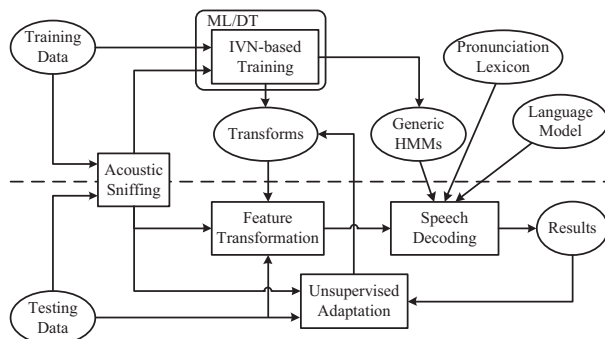 ML/DT
Training
Data
IVN-based
Training
Pronunciation
Lexicon
Transforms
Generic
HMMs
Language
Model
Acoustic
Sniffing
Feature
Transformation
Speech
Decoding
Results
Testing
Data
Unsupervised
Adaptation